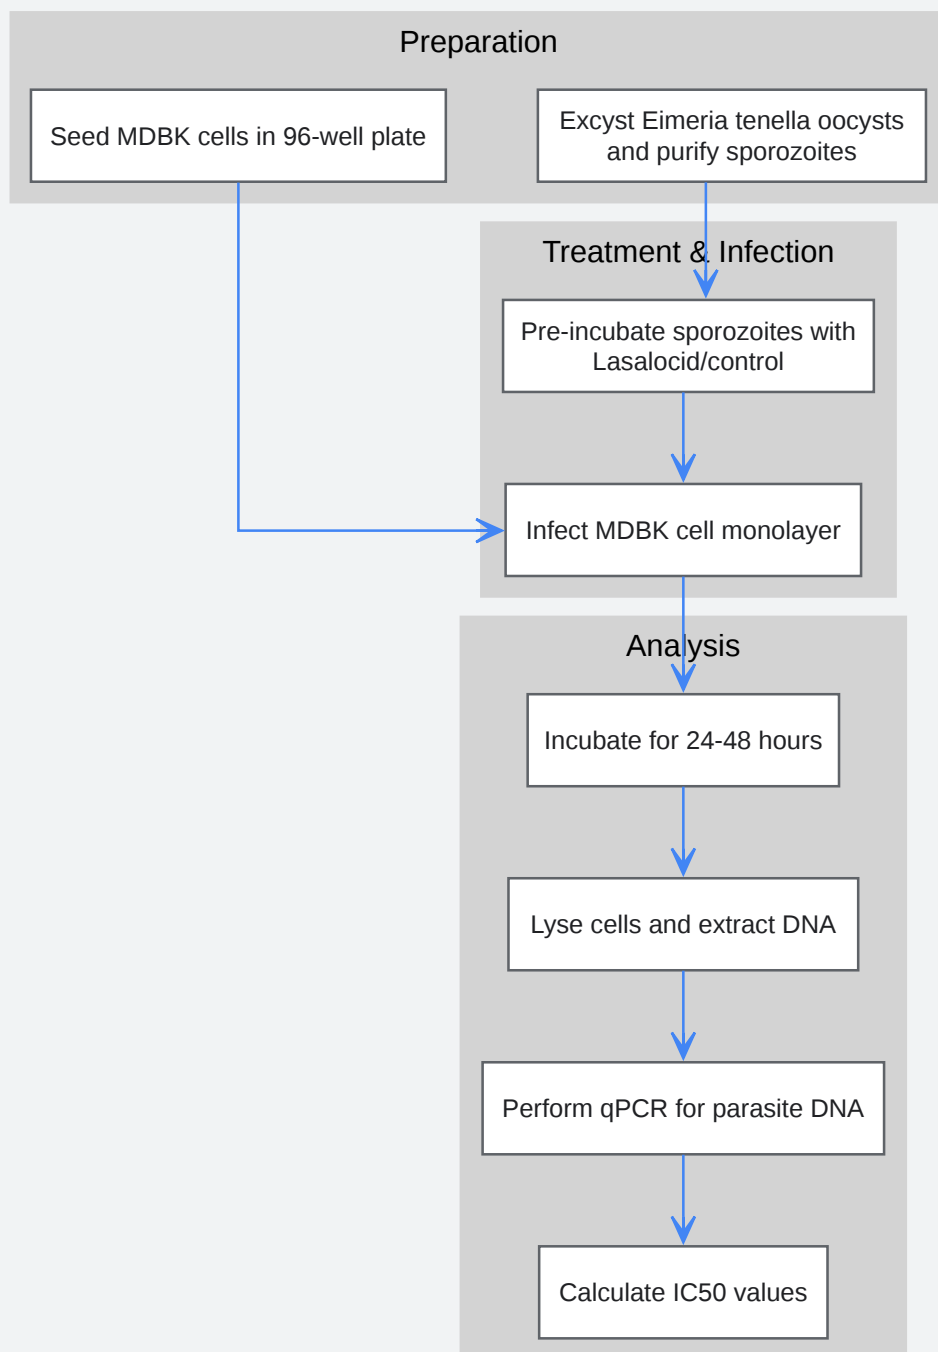 Preparation
Seed MDBK cells in 96-well plate
Excyst Eimeria tenella oocysts
and purify sporozoites
Treatment & Infection
Pre-incubate sporozoites with
Lasalocid/control
Infect MDBK cell monolayer
Analysis
Incubate for 24-48 hours
Lyse cells and extract DNA
Perform qPCR for parasite DNA
Calculate IC50 values